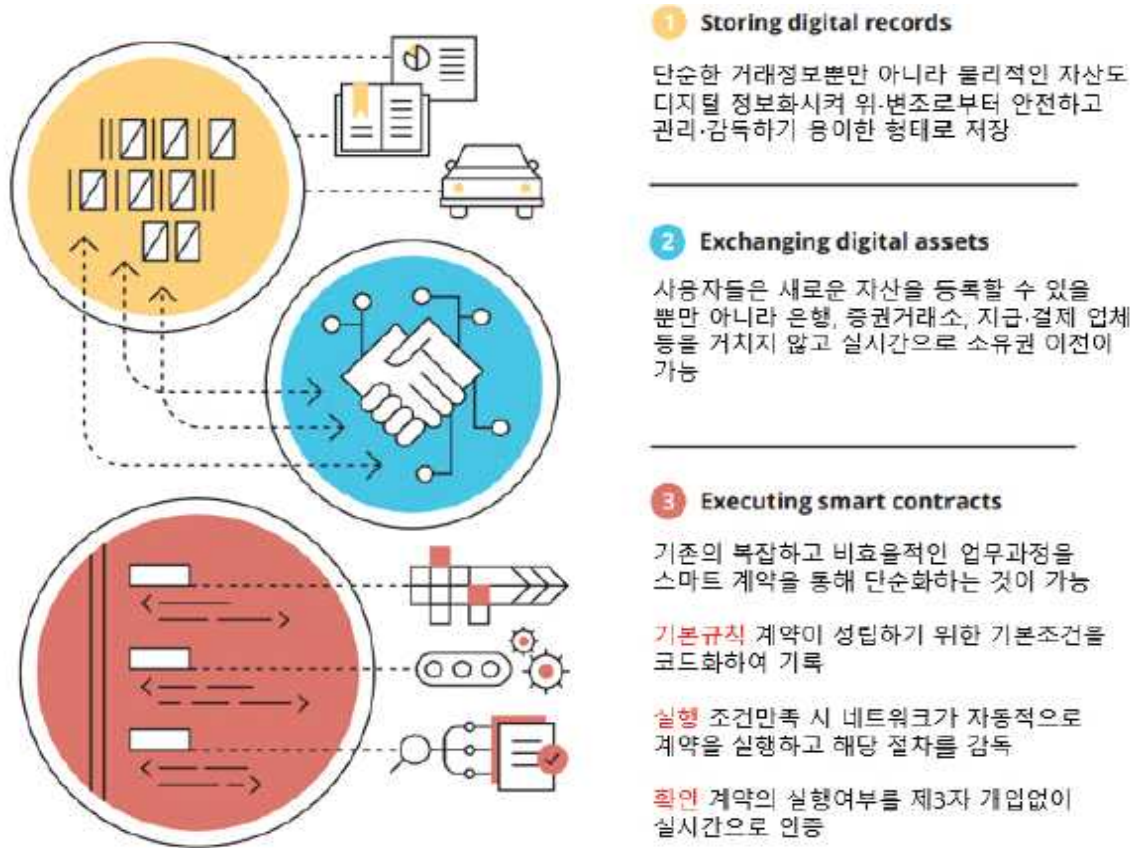 1 Storing digital records
단순한 거래정보뿐만 아니라 물리적인 자산도
디지털 정보화시켜 위·변조로부터 안전하고
관리·감독하기 용이한 형태로 저장
2 Exchanging digital assets
사용자들은 새로운 자산을 등록할 수 있을
뿐만 아니라 은행, 증권거래소, 지급·결제 업체
등을 거치지 않고 실시간으로 소유권 이전이
가능
3 Executing smart contracts
기존의 복잡하고 비효율적인 업무과정을
스마트 계약을 통해 단순화하는 것이 가능
기본규칙 계약이 성립하기 위한 기본조건을
코드화하여 기록
실행 조건만족 시 네트워크가 자동적으로
계약을 실행하고 해당 절차를 감독
확인 계약의 실행여부를 제3자 개입없이
실시간으로 인증